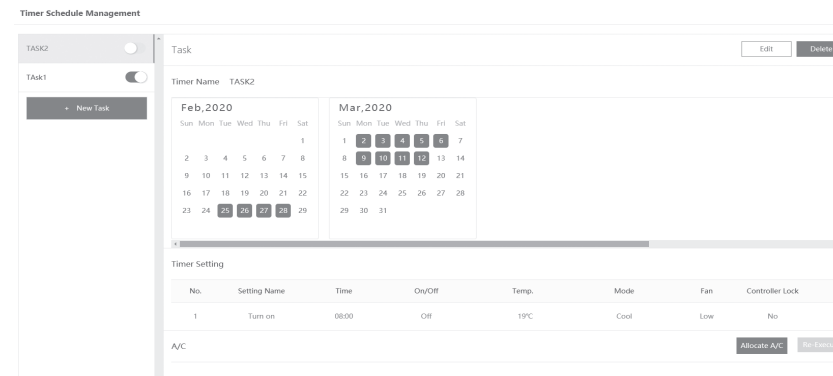 Timer Schedule Management
TASK2
TAsk1
+ New Task
Task
Edit Delete
Timer Name TASK2
Feb,2020
Sun Mon Tue Wed Thu Fri Sat
1
2 3 4 5 6 7 8
9 10 11 12 13 14 15
16 17 18 19 20 21 22
23 24 25 26 27 28 29
Mar,2020
Sun Mon Tue Wed Thu Fri Sat
1 2 3 4 5 6 7
8 9 10 11 12 13 14
15 16 17 18 19 20 21
22 23 24 25 26 27 28
29 30 31
Timer Setting
No. Setting Name Time On/Off Temp. Mode Fan Controller Lock
1 Turn on 08:00 Off 19°C Cool Low No
A/C
Allocate A/C Re-Execu